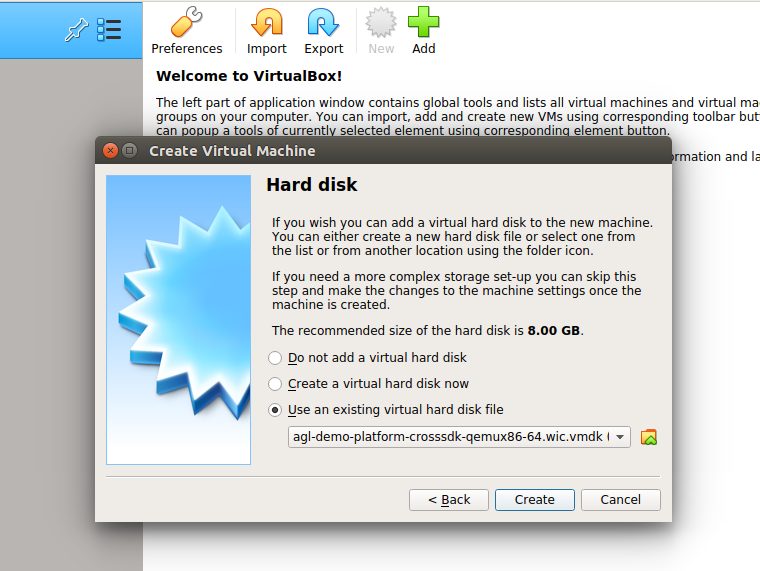 Preferences Import Export New Add
Welcome to VirtualBox!
The left part of application window contains global tools and lists all virtual machines and virtual
groups on your computer. You can import, add and create new VMs using corresponding toolbar
can popup a tools of currently selected element using corresponding element button.
and
Create Virtual Machine
Hard disk
If you wish you can add a virtual hard disk to the new machine.
You can either create a new hard disk file or select one from
the list or from another location using the folder icon.
If you need a more complex storage set-up you can skip this
step and make the changes to the machine settings once the
machine is created.
The recommended size of the hard disk is 8.00 GB.
Do not add a virtual hard disk
Create a virtual hard disk now
Use an existing virtual hard disk file
agl-demo-platform-crosssdk-qemux86-64.wic.vmdk (
< Back Create Cancel